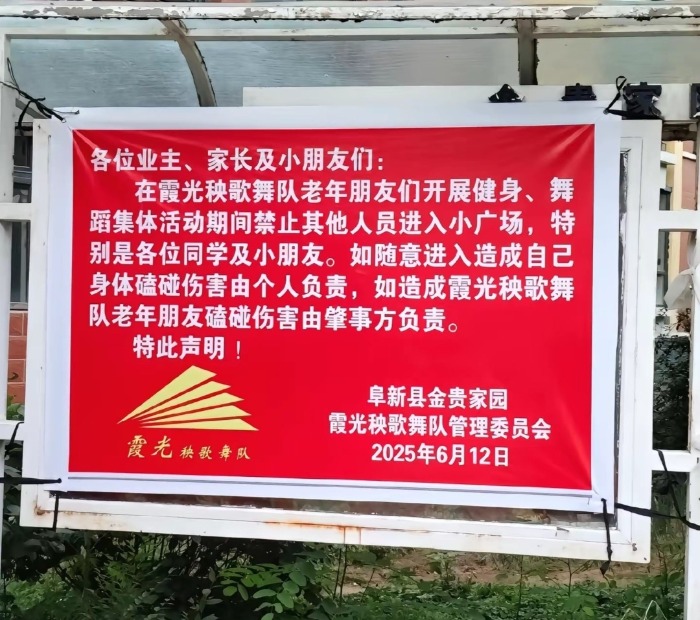 各位业主、家长及小朋友们：
在霞光秧歌舞队老年朋友们开展健身、舞
蹈集体活动期间禁止其他人员进入小广场，特
别是各位同学及小朋友。如随意进入造成自己
身体磕碰伤害由个人负责，如造成霞光秧歌舞
队老年朋友磕碰伤害由肇事方负责。
特此声明！
霞光秧歌舞队
阜新县金贵家园
霞光秧歌舞队管理委员会
2025年6月12日